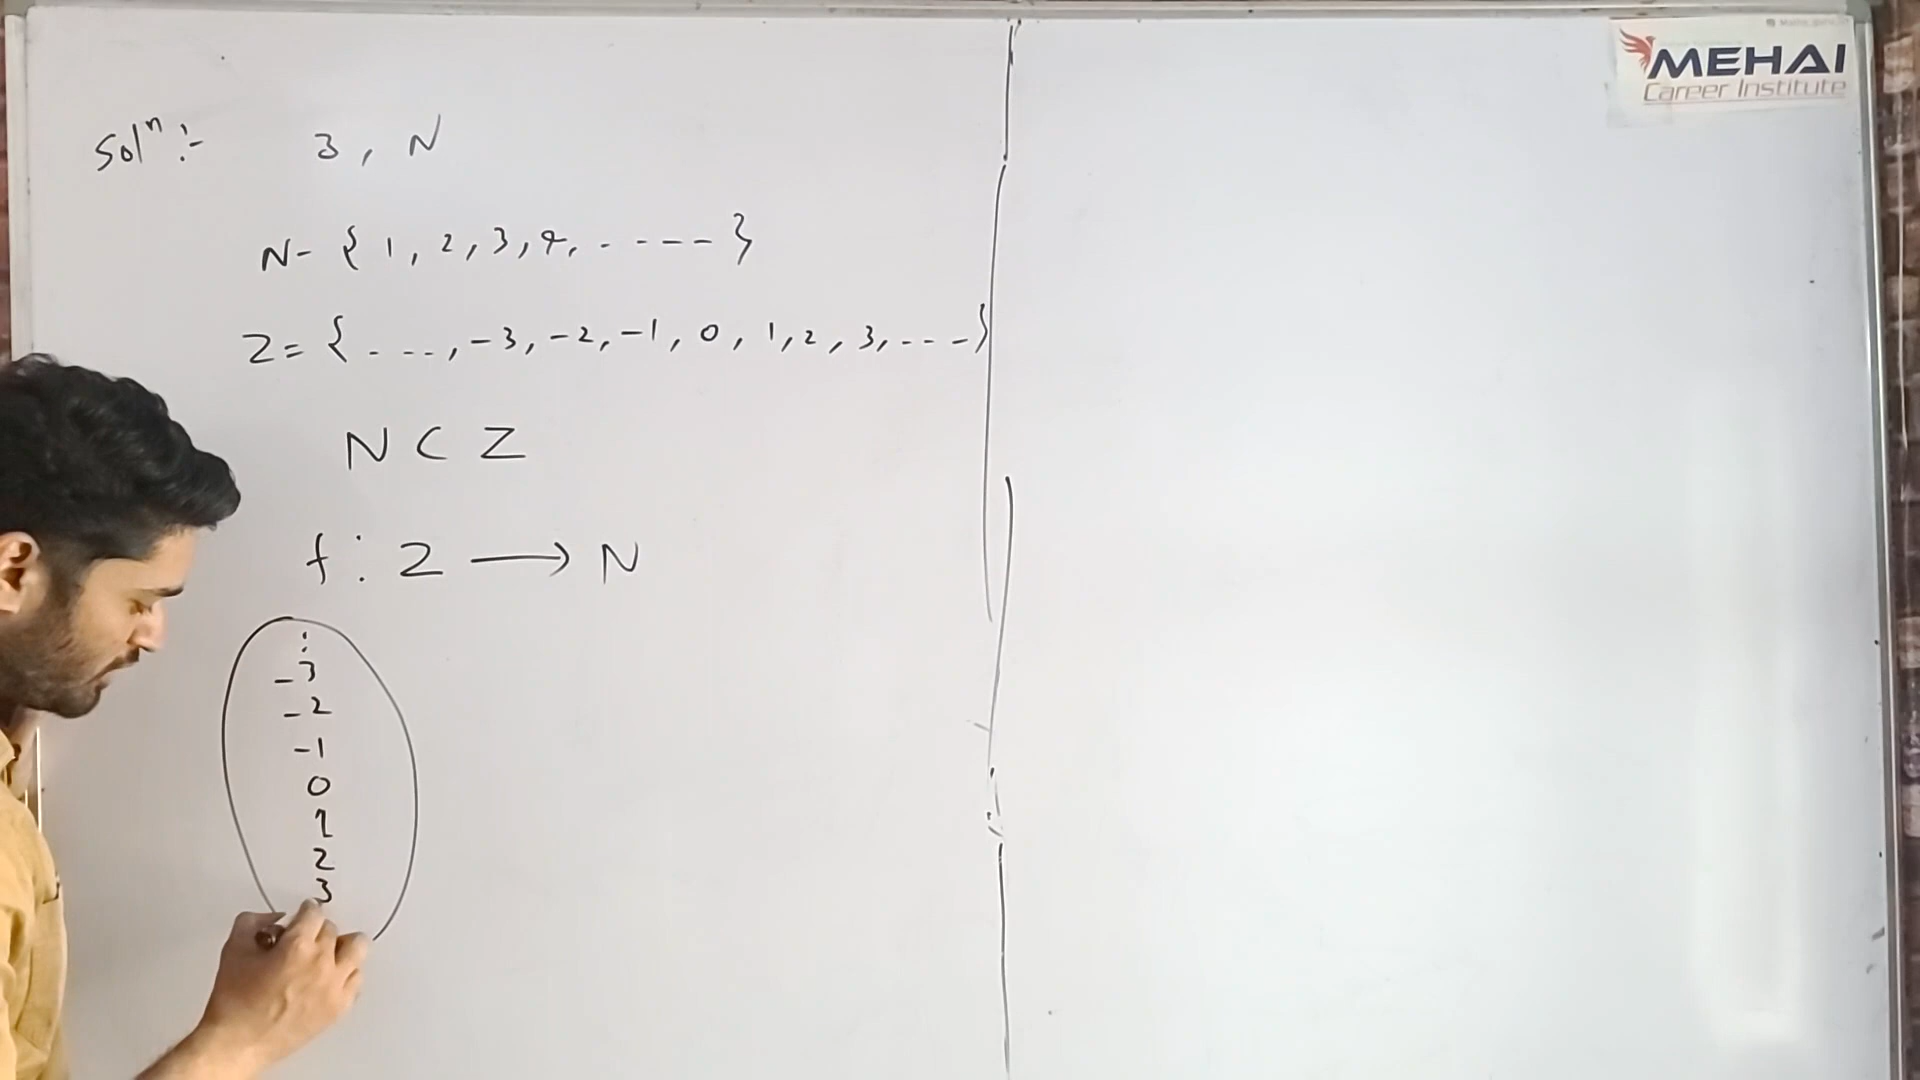 Solⁿ :- 3 , N
N- { 1 , 2 , 3 , 4 , . - - - - }
Z = { . - - . , -3 , -2 , -1 , 0 , 1 , 2 , 3 , . - - }
N ⊂ Z
f : Z ⟶ N
:
-3
-2
-1
0
1
2
3
MEHAI
Career Institute